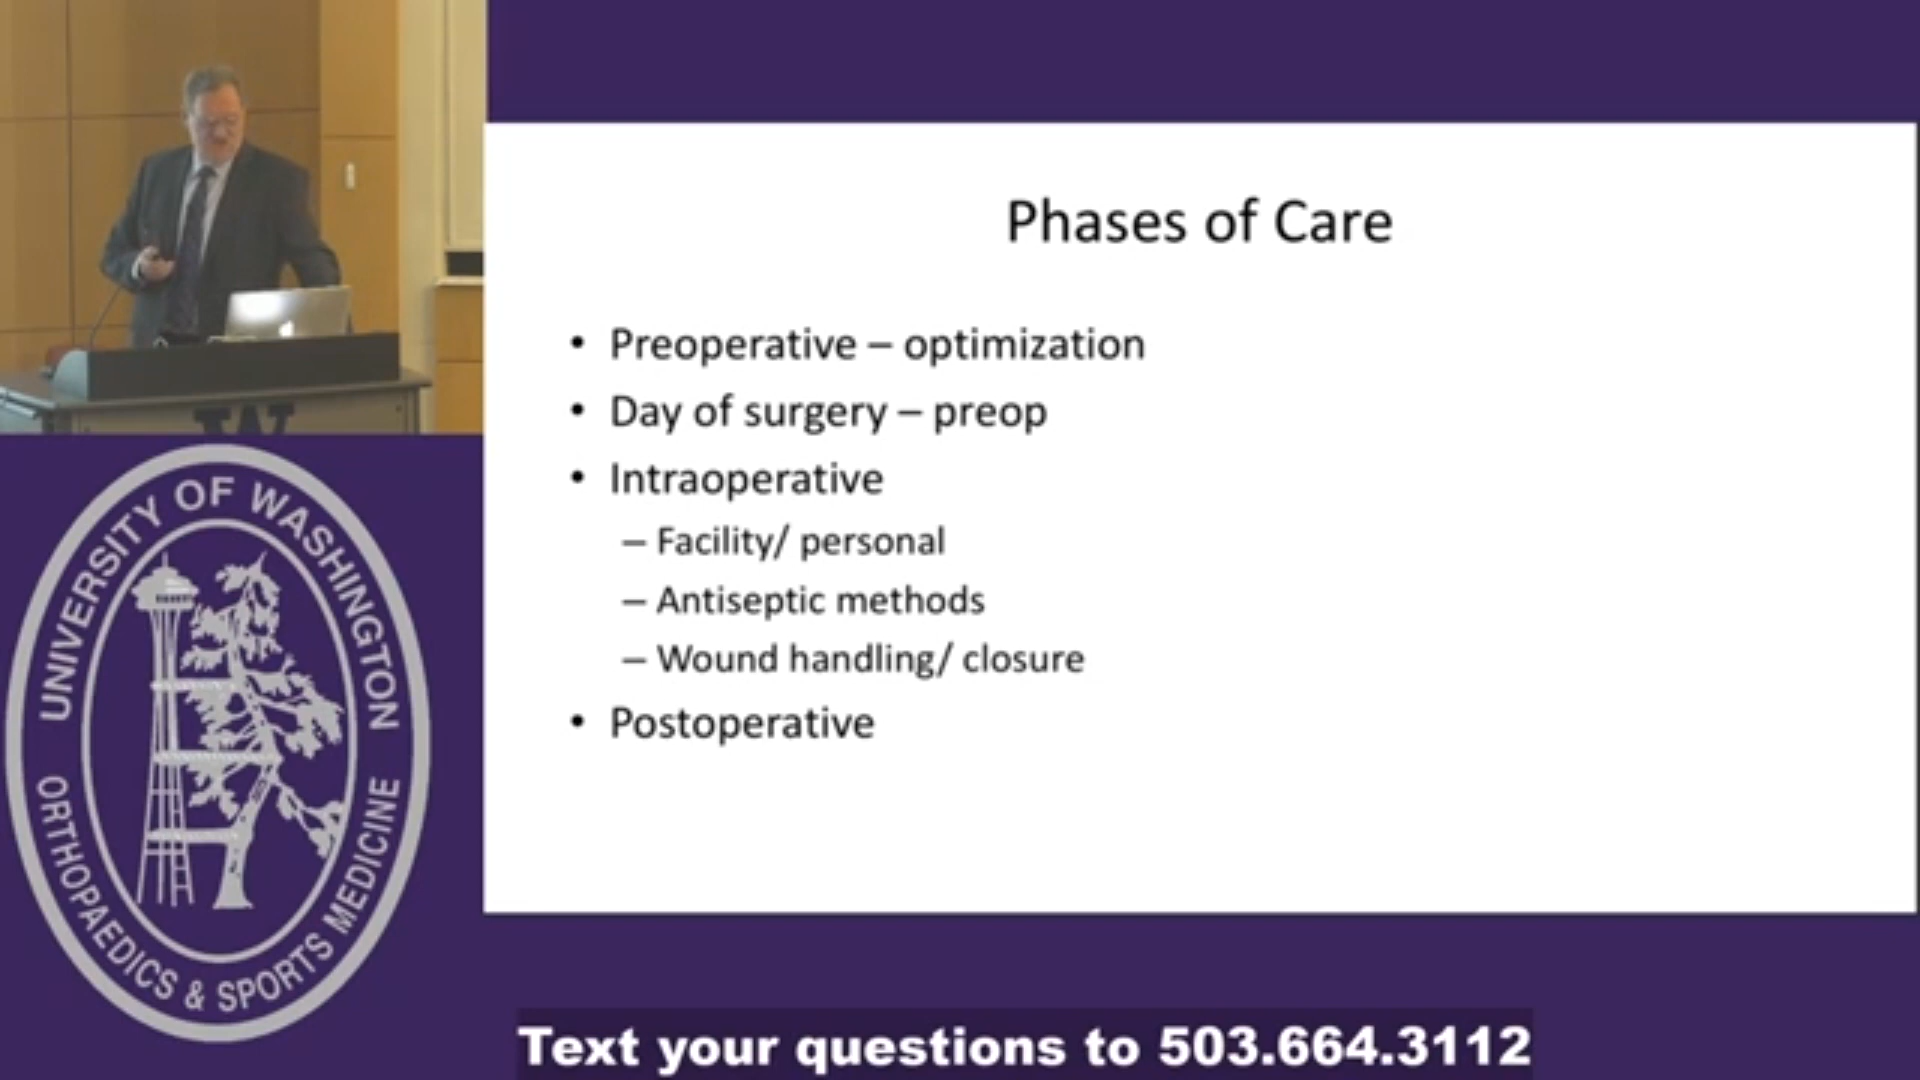 Phases of Care
• Preoperative – optimization
• Day of surgery – preop
• Intraoperative
– Facility/ personal
– Antiseptic methods
– Wound handling/ closure
• Postoperative
UNIVERSITY OF WASHINGTON
ORTHOPAEDICS & SPORTS MEDICINE
Text your questions to 503.664.3112